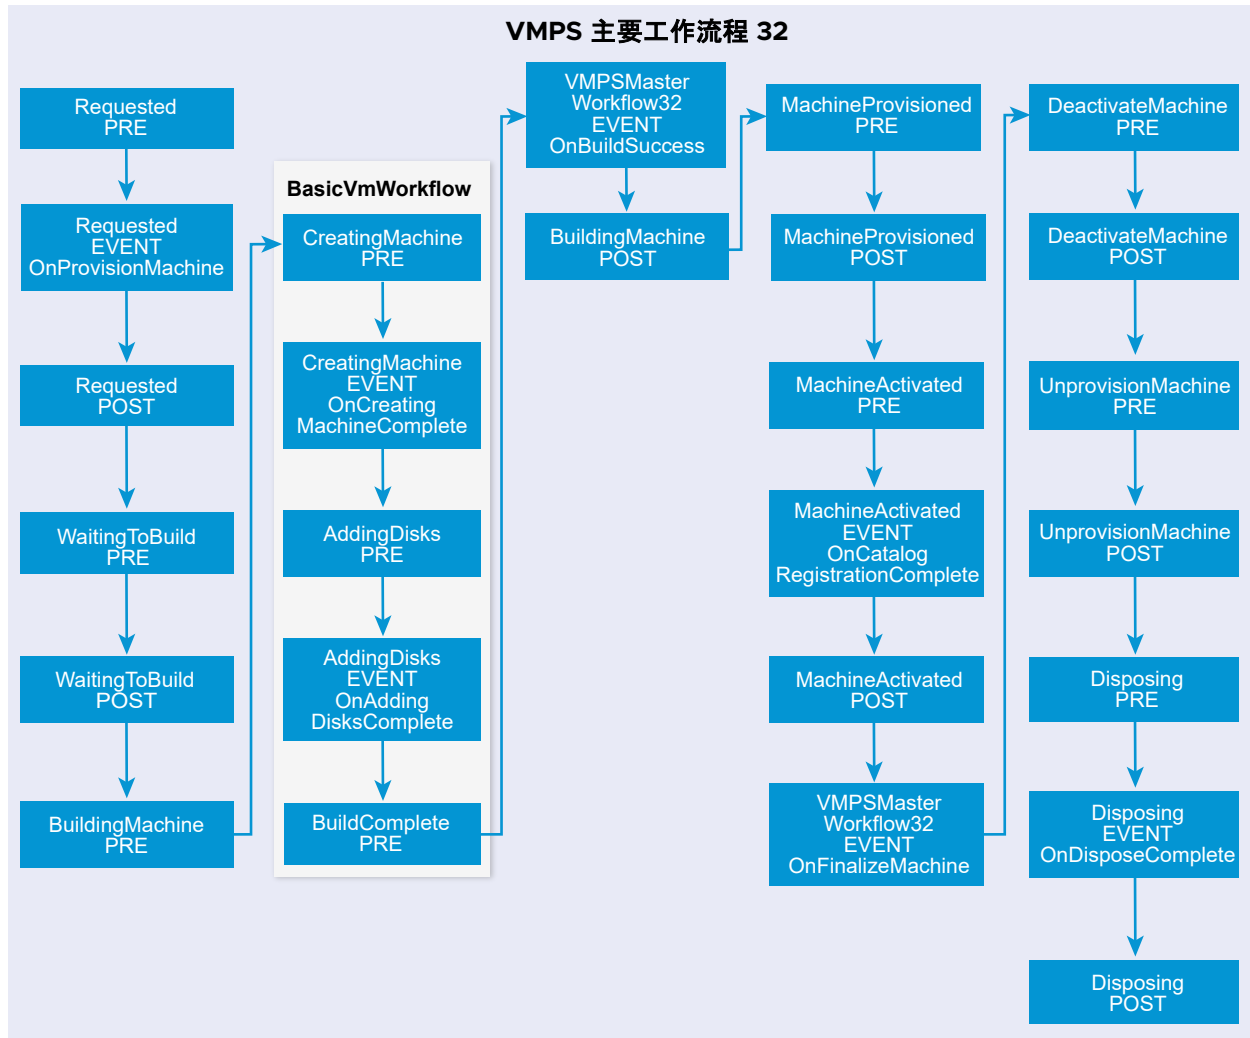 VMPS 主要工作流程 32
Requested
PRE
Requested
EVENT
OnProvisionMachine
Requested
POST
WaitingToBuild
PRE
WaitingToBuild
POST
BuildingMachine
PRE
BasicVmWorkflow
CreatingMachine
PRE
CreatingMachine
EVENT
OnCreating
MachineComplete
AddingDisks
PRE
AddingDisks
EVENT
OnAdding
DisksComplete
BuildComplete
PRE
VMPSMaster
Workflow32
EVENT
OnBuildSuccess
BuildingMachine
POST
MachineProvisioned
PRE
MachineProvisioned
POST
MachineActivated
PRE
MachineActivated
EVENT
OnCatalog
RegistrationComplete
MachineActivated
POST
VMPSMaster
Workflow32
EVENT
OnFinalizeMachine
DeactivateMachine
PRE
DeactivateMachine
POST
UnprovisionMachine
PRE
UnprovisionMachine
POST
Disposing
PRE
Disposing
EVENT
OnDisposeComplete
Disposing
POST